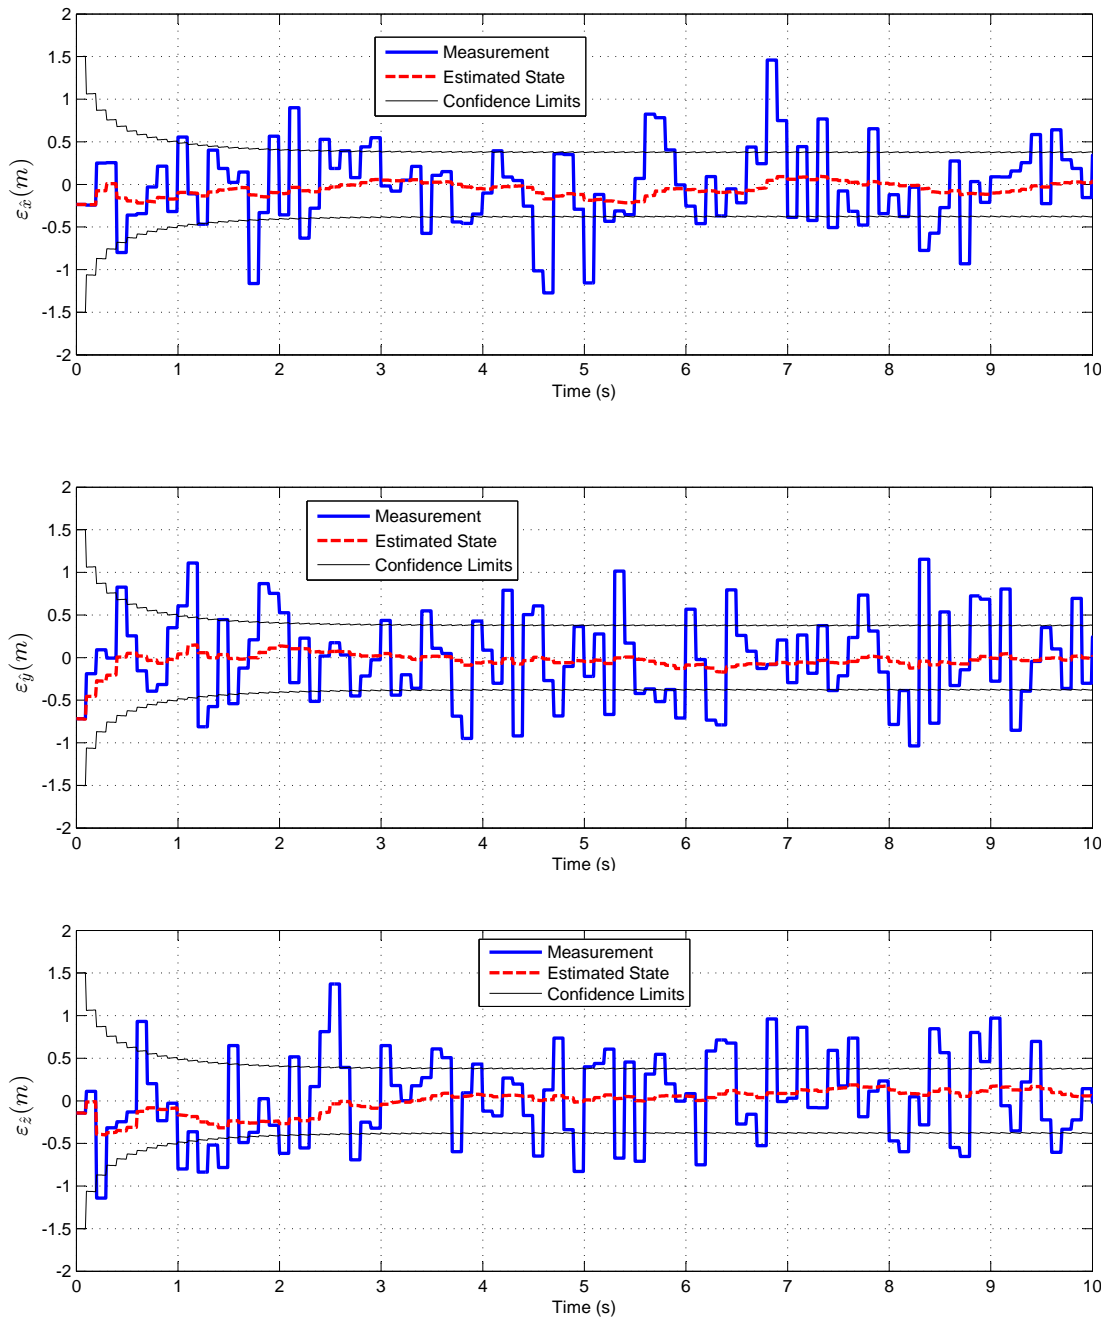 2
1.5
1
0.5
0
-0.5
-1
-1.5
-2
ε_x̂(m)
Measurement
Estimated State
Confidence Limits
0 1 2 3 4 5 6 7 8 9 10
Time (s)
2
1.5
1
0.5
0
-0.5
-1
-1.5
-2
ε_ŷ(m)
Measurement
Estimated State
Confidence Limits
0 1 2 3 4 5 6 7 8 9 10
Time (s)
2
1.5
1
0.5
0
-0.5
-1
-1.5
-2
ε_ẑ(m)
Measurement
Estimated State
Confidence Limits
0 1 2 3 4 5 6 7 8 9 10
Time (s)